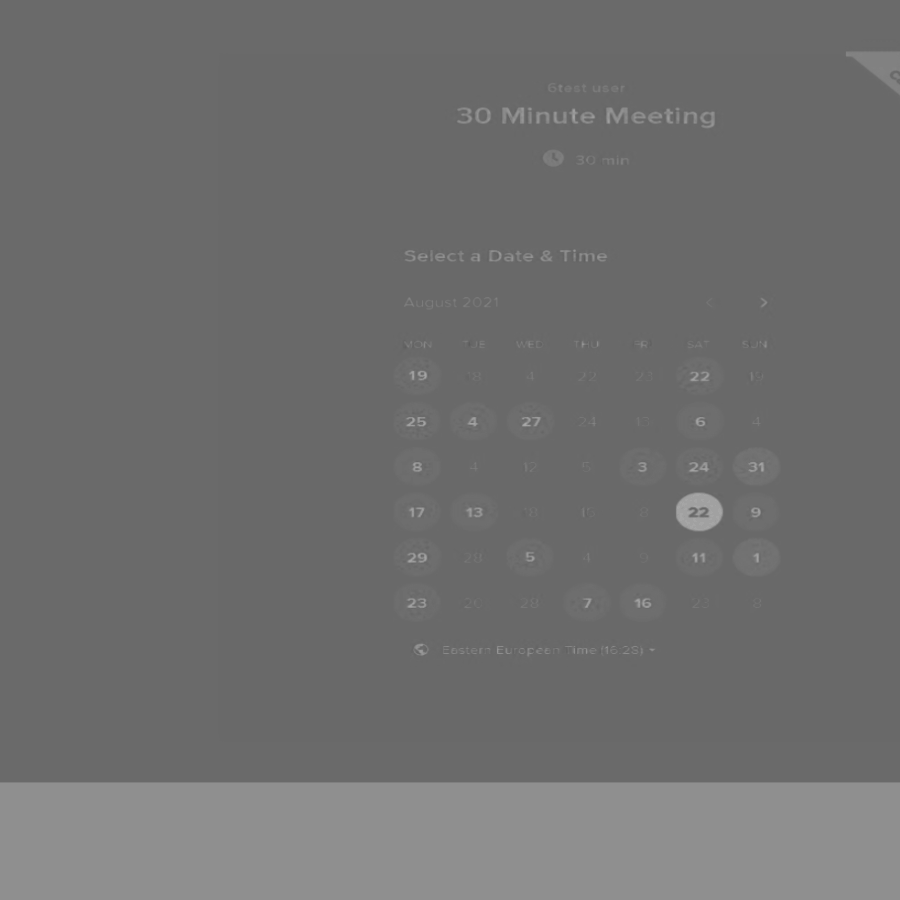 6test user
30 Minute Meeting
30 min
Select a Date & Time
August 2021
MON TUE WED THU FRI SAT SUN
19 18 4 22 23 22 19
25 4 27 24 13 6 4
8 4 12 5 3 24 31
17 13 18 19 8 22 9
29 28 5 4 9 11 1
23 26 28 7 16 23 8
Eastern European Time (16:28)